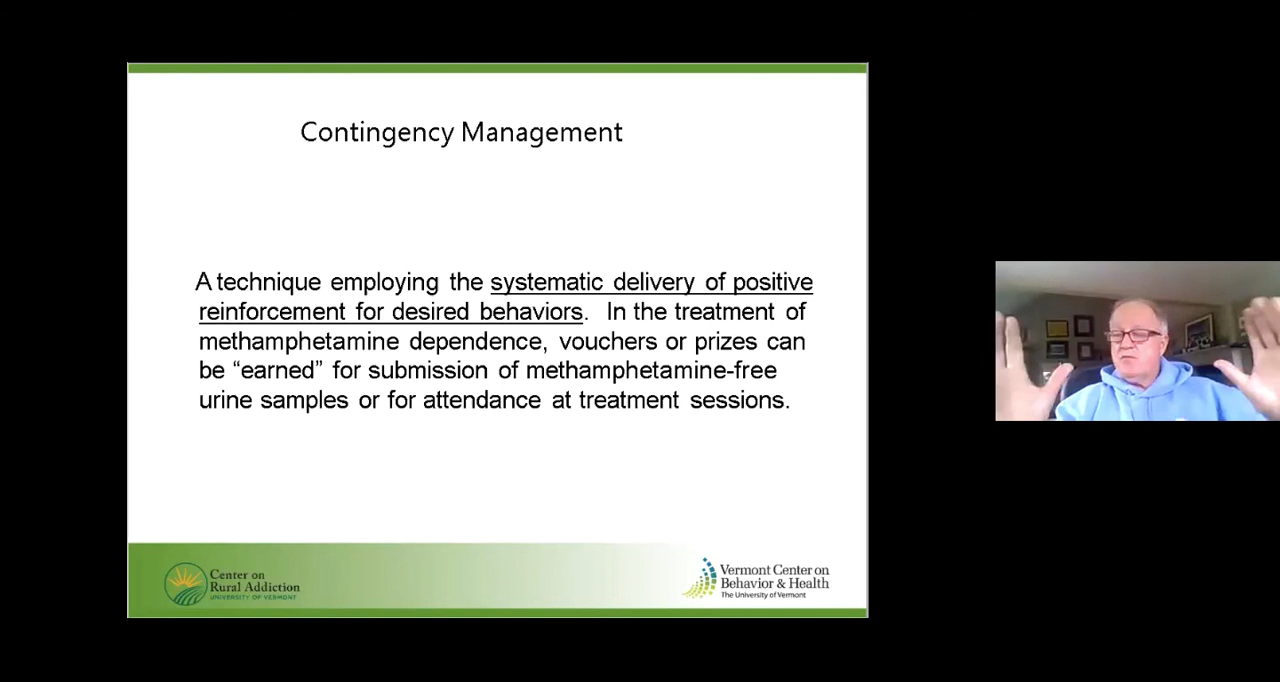 Contingency Management
A technique employing the systematic delivery of positive
reinforcement for desired behaviors. In the treatment of
methamphetamine dependence, vouchers or prizes can
be “earned” for submission of methamphetamine-free
urine samples or for attendance at treatment sessions.
Center on
Rural Addiction
UNIVERSITY OF VERMONT
Vermont Center on
Behavior & Health
The University of Vermont